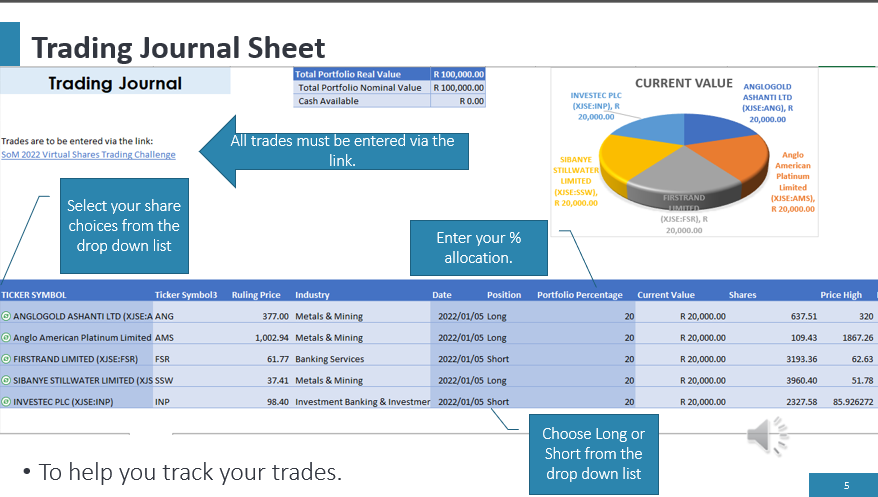 Trading Journal Sheet
Trading Journal
Total Portfolio Real Value R 100,000.00
Total Portfolio Nominal Value R 100,000.00
Cash Available R 0.00
CURRENT VALUE
INVESTEC PLC
(XJSE:INP), R
20,000.00
ANGLOGOLD
ASHANTI LTD
(XJSE:ANG), R
20,000.00
SIBANYE
STILLWATER
LIMITED
(XJSE:SSW),
R 20,000.00
Anglo
American
Platinum
Limited
(XJSE:AMS),
R 20,000.00
FIRSTRAND
LIMITED
(XJSE:FSR), R
20,000.00
Trades are to be entered via the link:
SoM 2022 Virtual Shares Trading Challenge
All trades must be entered via the
link.
Select your share
choices from the
drop down list
Enter your %
allocation.
TICKER SYMBOL Ticker Symbol3 Ruling Price Industry Date Position Portfolio Percentage Current Value Shares Price High
ANGLOGOLD ASHANTI LTD (XJSE:A ANG 377.00 Metals & Mining 2022/01/05 Long 20 R 20,000.00 637.51 320
Anglo American Platinum Limited AMS 1,002.94 Metals & Mining 2022/01/05 Long 20 R 20,000.00 109.43 1867.26
FIRSTRAND LIMITED (XJSE:FSR) FSR 61.77 Banking Services 2022/01/05 Short 20 R 20,000.00 3193.36 62.63
SIBANYE STILLWATER LIMITED (XJS SSW 37.41 Metals & Mining 2022/01/05 Long 20 R 20,000.00 3960.40 51.78
INVESTEC PLC (XJSE:INP) INP 98.40 Investment Banking & Investmer 2022/01/05 Short 20 R 20,000.00 2327.58 85.926272
Choose Long or
Short from the
drop down list
• To help you track your trades.
5